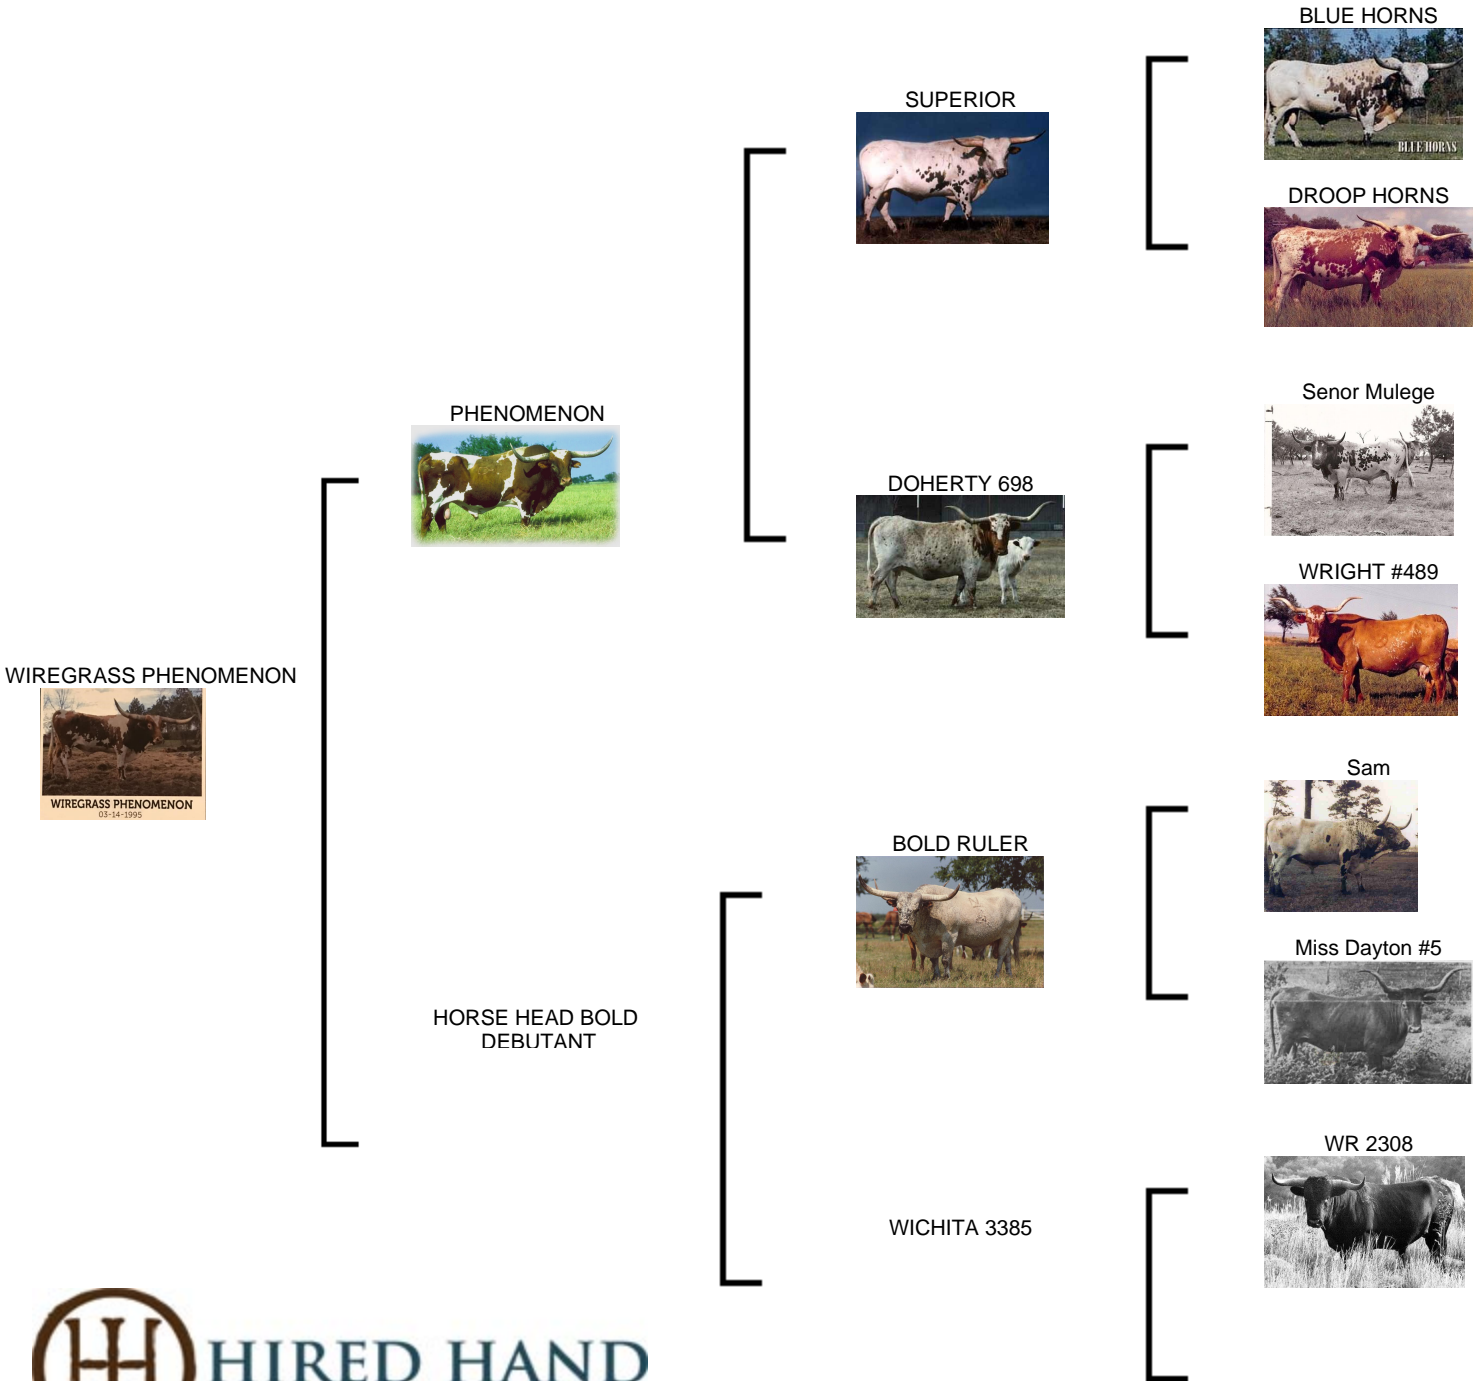 BLUE HORNS
BLUE HORNS
SUPERIOR
DROOP HORNS
Senor Mulege
PHENOMENON
DOHERTY 698
WRIGHT #489
WIREGRASS PHENOMENON
WIREGRASS PHENOMENON
03-14-1995
Sam
BOLD RULER
Miss Dayton #5
HORSE HEAD BOLD
DEBUTANT
WR 2308
WICHITA 3385
HIRED HAND